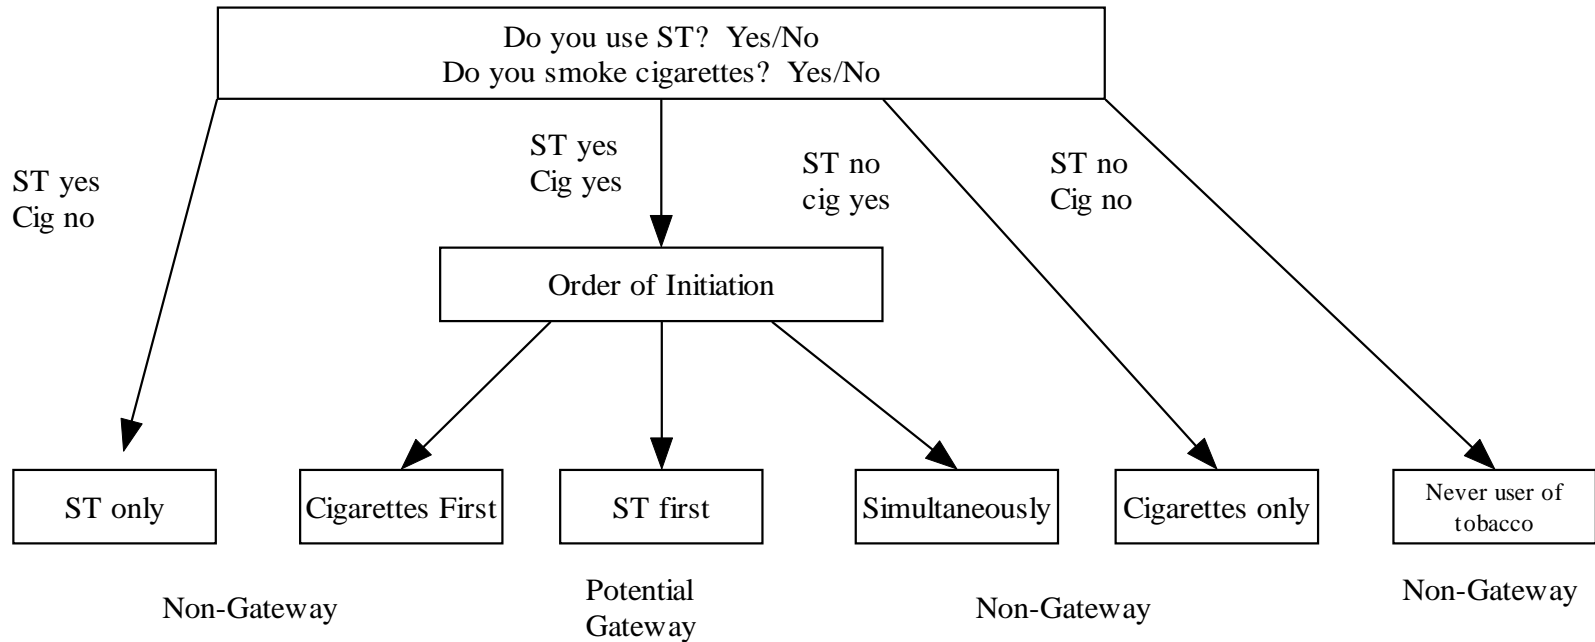 Do you use ST? Yes/No
Do you smoke cigarettes? Yes/No
ST yes
Cig no
ST yes
Cig yes
ST no
cig yes
ST no
Cig no
Order of Initiation
ST only
Cigarettes First
ST first
Simultaneously
Cigarettes only
Never user of
tobacco
Non-Gateway
Potential
Gateway
Non-Gateway
Non-Gateway